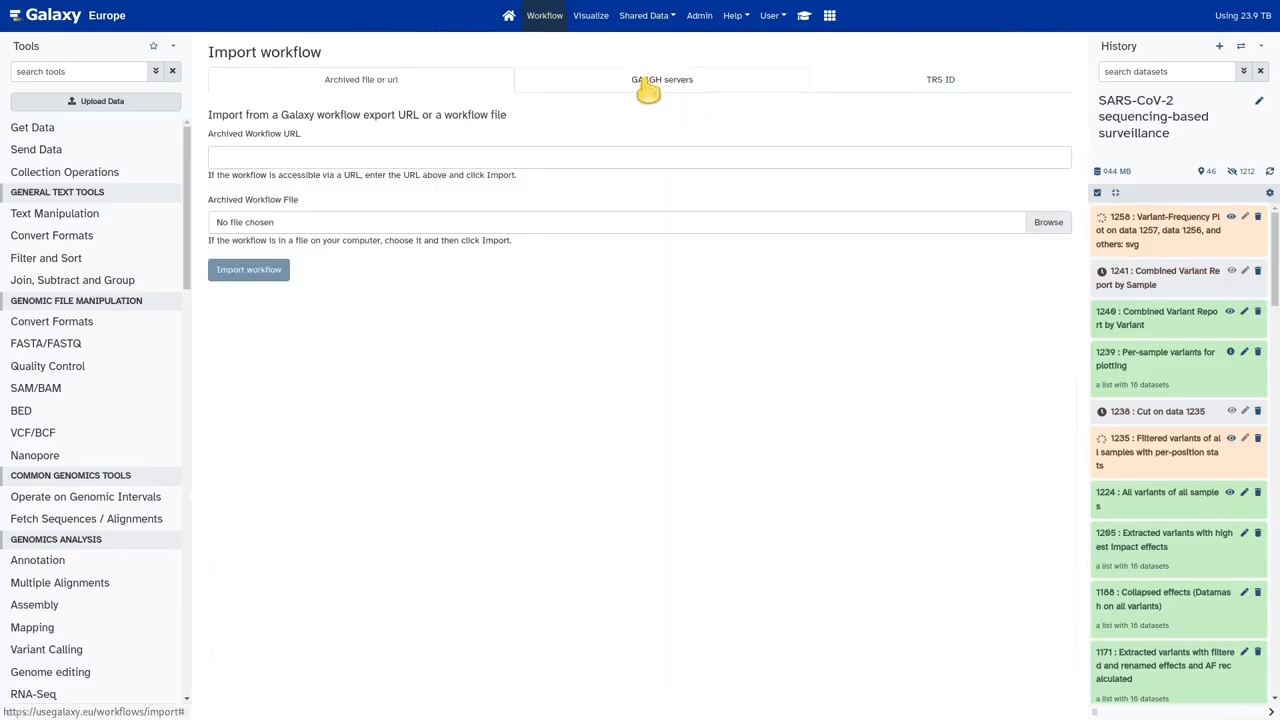 Galaxy Europe
Workflow Visualize Shared Data Admin Help User
Using 23.9 TB
Tools
search tools
Upload Data
Get Data
Send Data
Collection Operations
GENERAL TEXT TOOLS
Text Manipulation
Convert Formats
Filter and Sort
Join, Subtract and Group
GENOMIC FILE MANIPULATION
Convert Formats
FASTA/FASTQ
Quality Control
SAM/BAM
BED
VCF/BCF
Nanopore
COMMON GENOMICS TOOLS
Operate on Genomic Intervals
Fetch Sequences / Alignments
GENOMICS ANALYSIS
Annotation
Multiple Alignments
Assembly
Mapping
Variant Calling
Genome editing
RNA-Seq
https://usegalaxy.eu/workflows/import#
Import workflow
Archived file or url
GA4GH servers
TRS ID
Import from a Galaxy workflow export URL or a workflow file
Archived Workflow URL
If the workflow is accessible via a URL, enter the URL above and click Import.
Archived Workflow File
No file chosen
Browse
If the workflow is in a file on your computer, choose it and then click Import.
Import workflow
History
search datasets
SARS-CoV-2
sequencing-based
surveillance
944 MB
46
1212
1258 : Variant-Frequency Pl
ot on data 1257, data 1256, and
others: svg
1241 : Combined Variant Re
port by Sample
1240 : Combined Variant Repo
rt by Variant
1239 : Per-sample variants for
plotting
a list with 16 datasets
1238 : Cut on data 1235
1235 : Filtered variants of al
l samples with per-position sta
ts
1224 : All variants of all sample
s
1205 : Extracted variants with high
est impact effects
a list with 16 datasets
1188 : Collapsed effects (Datamas
h on all variants)
a list with 16 datasets
1171 : Extracted variants with filtere
d and renamed effects and AF rec
alculated
a list with 16 datasets